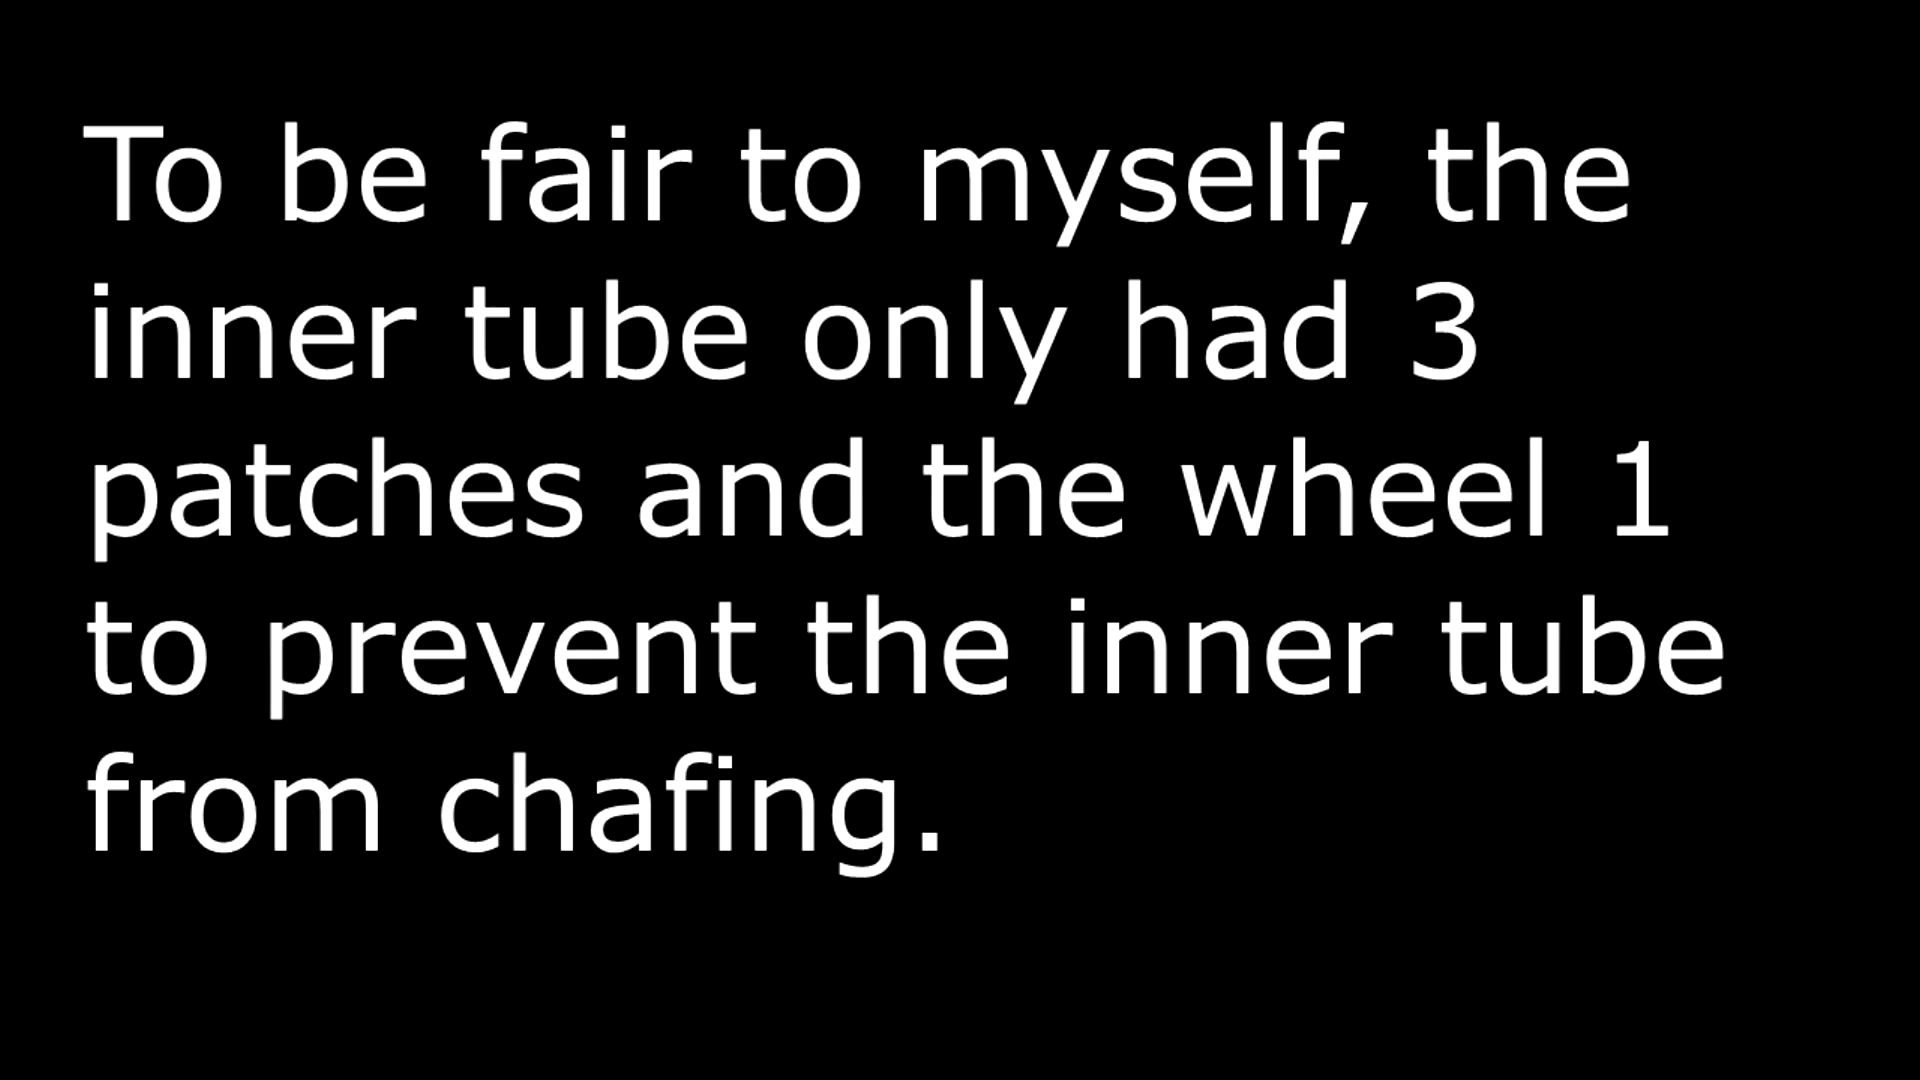 To be fair to myself, the
inner tube only had 3
patches and the wheel 1
to prevent the inner tube
from chafing.